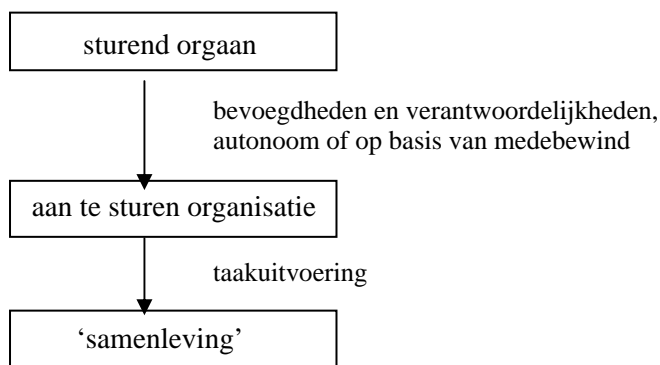 sturend orgaan
bevoegdheden en verantwoordelijkheden,
autonoom of op basis van medebewind
aan te sturen organisatie
taakuitvoering
‘samenleving’